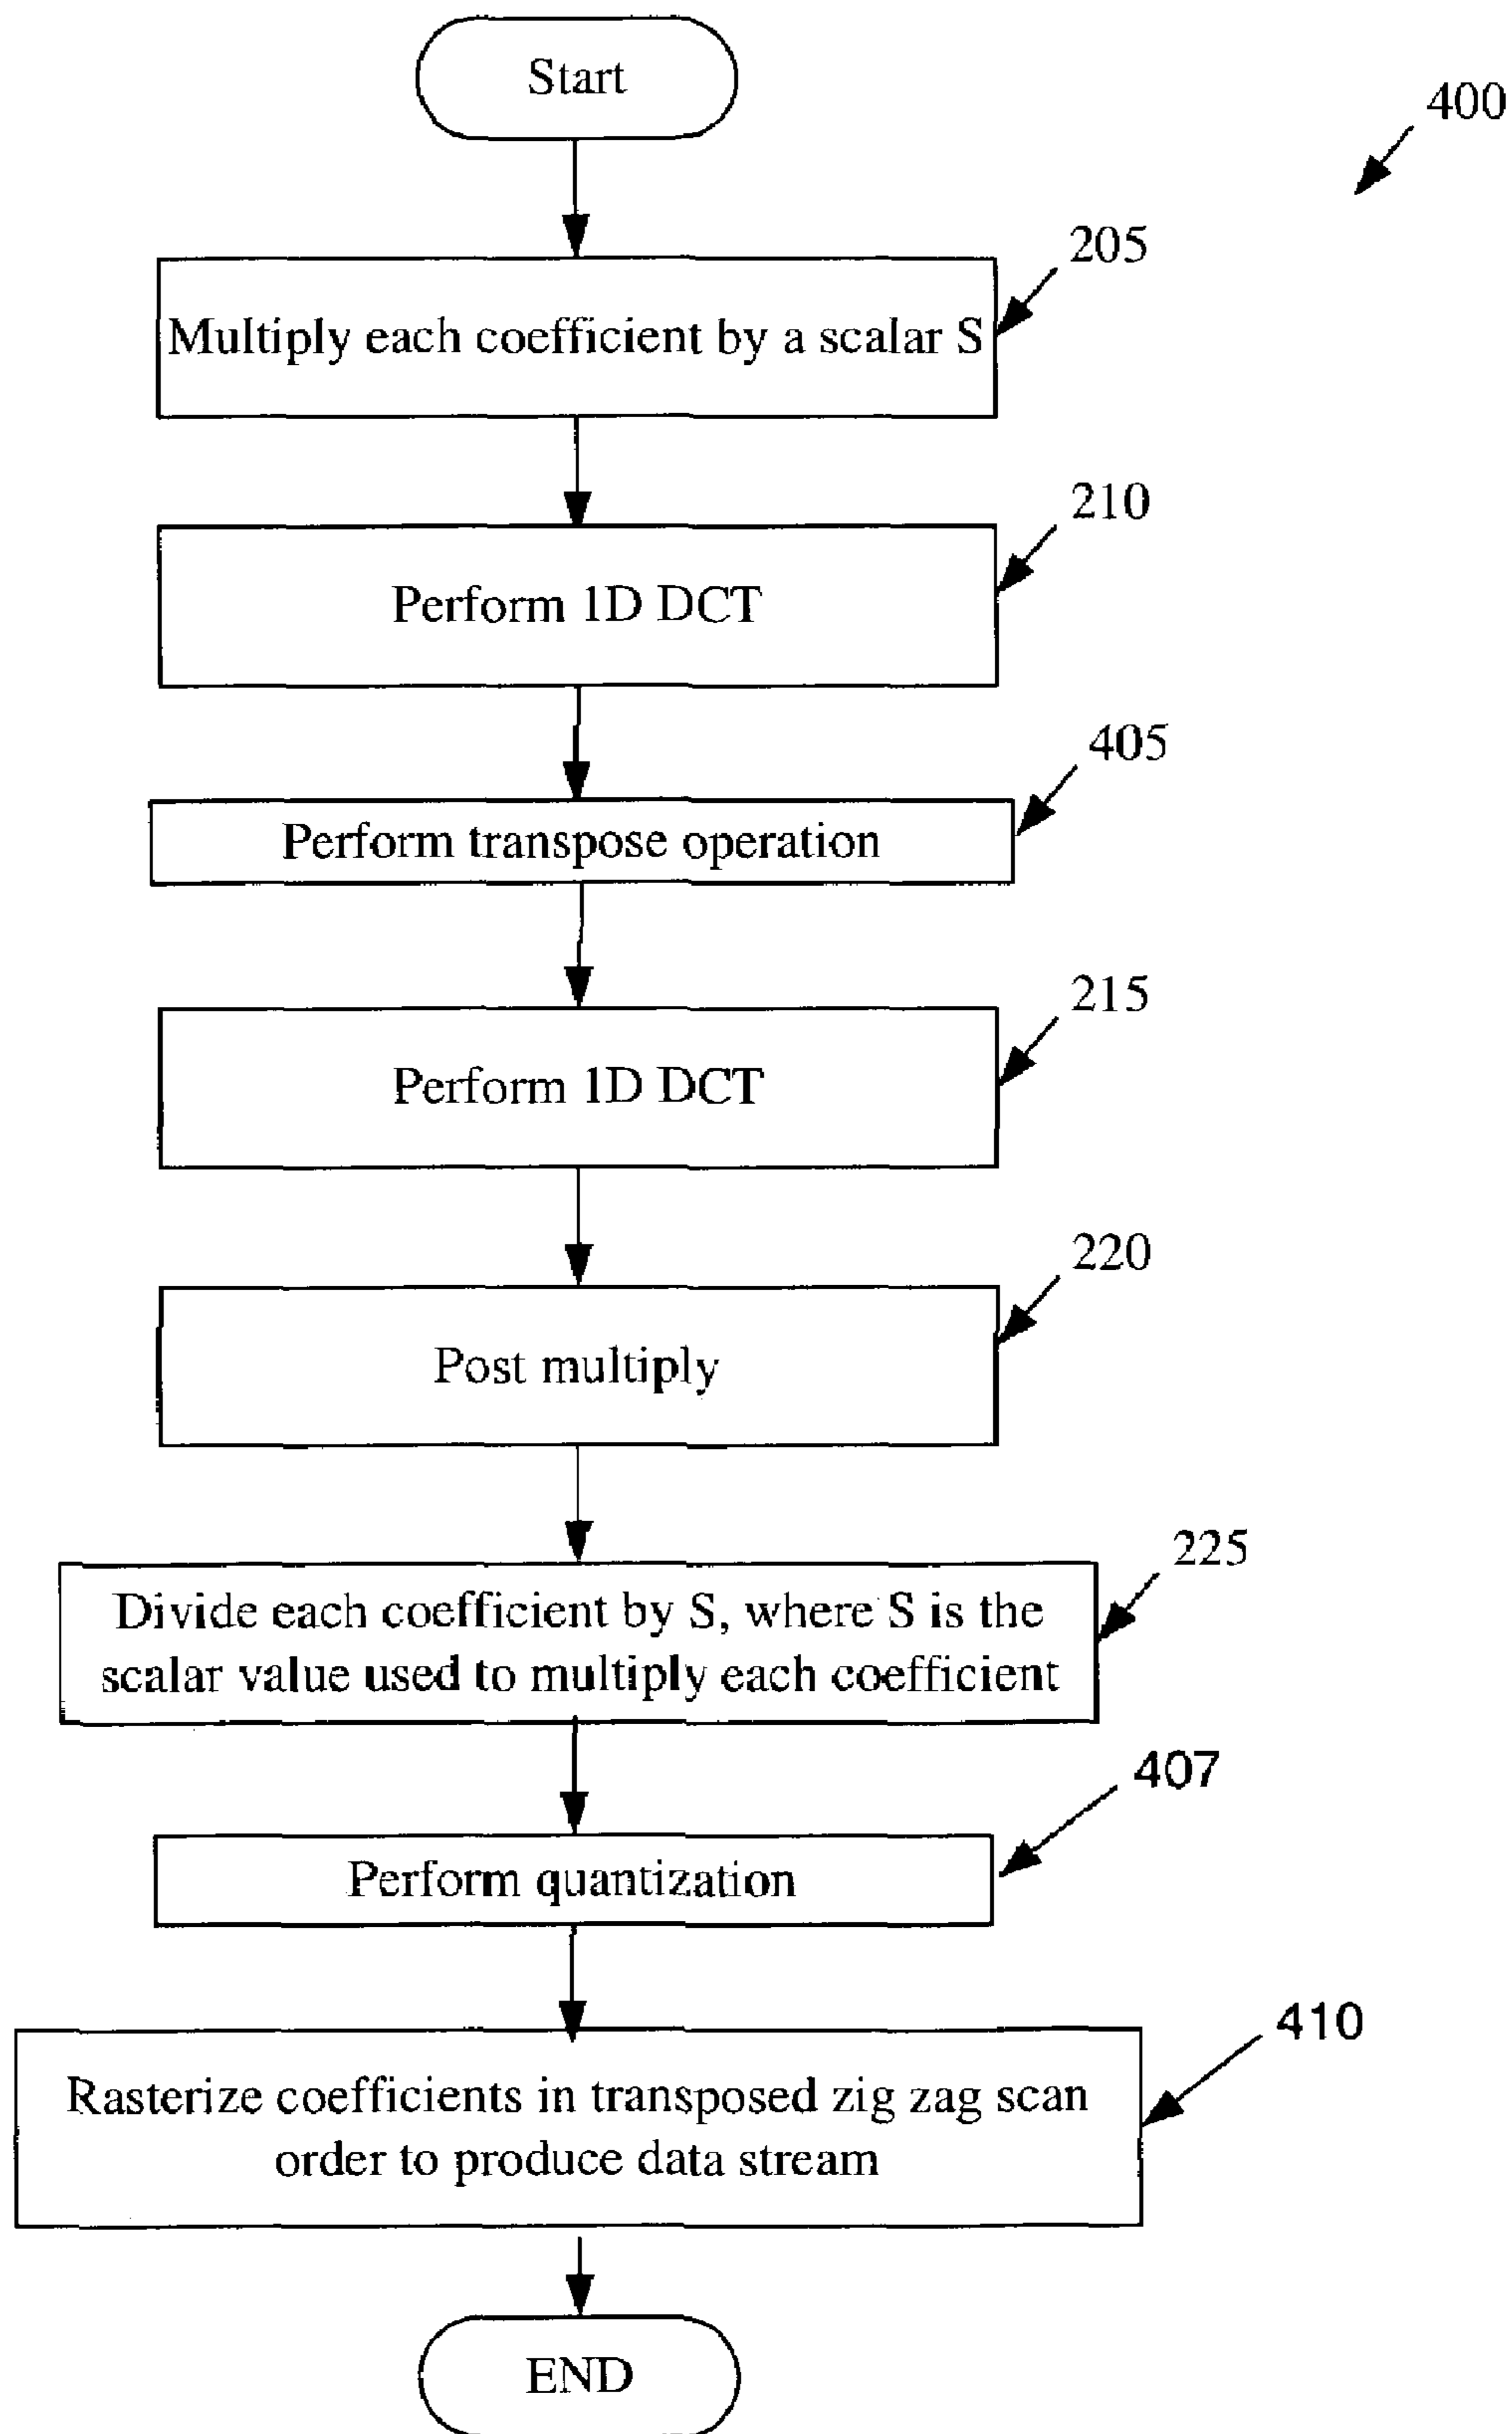 Start
400
205
Multiply each coefficient by a scalar S
210
Perform 1D DCT
405
Perform transpose operation
215
Perform 1D DCT
220
Post multiply
225
Divide each coefficient by S, where S is the
scalar value used to multiply each coefficient
407
Perform quantization
410
Rasterize coefficients in transposed zig zag scan
order to produce data stream
END